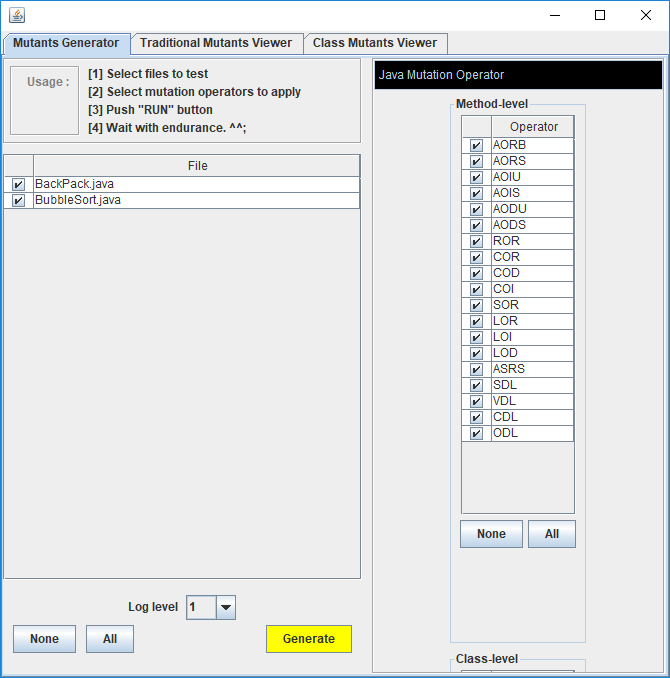 Mutants Generator
Traditional Mutants Viewer
Class Mutants Viewer
Usage :
[1] Select files to test
[2] Select mutation operators to apply
[3] Push "RUN" button
[4] Wait with endurance. ^^;
File
BackPack.java
BubbleSort.java
Log level
1
None
All
Generate
Java Mutation Operator
Method-level
Operator
AORB
AORS
AOIU
AOIS
AODU
AODS
ROR
COR
COD
COI
SOR
LOR
LOI
LOD
ASRS
SDL
VDL
CDL
ODL
None
All
Class-level